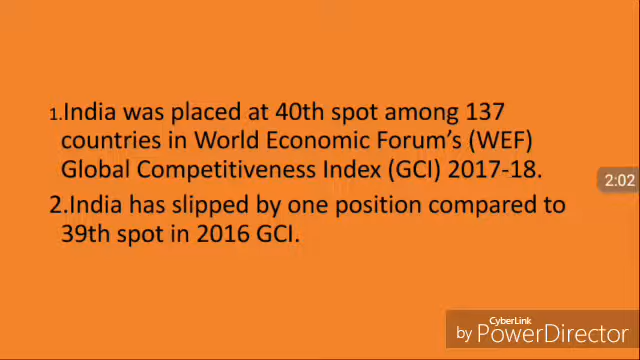 1.India was placed at 40th spot among 137
countries in World Economic Forum's (WEF)
Global Competitiveness Index (GCI) 2017-18.
2:02
2.India has slipped by one position compared to
39th spot in 2016 GCI.
CyberLink
by PowerDirector